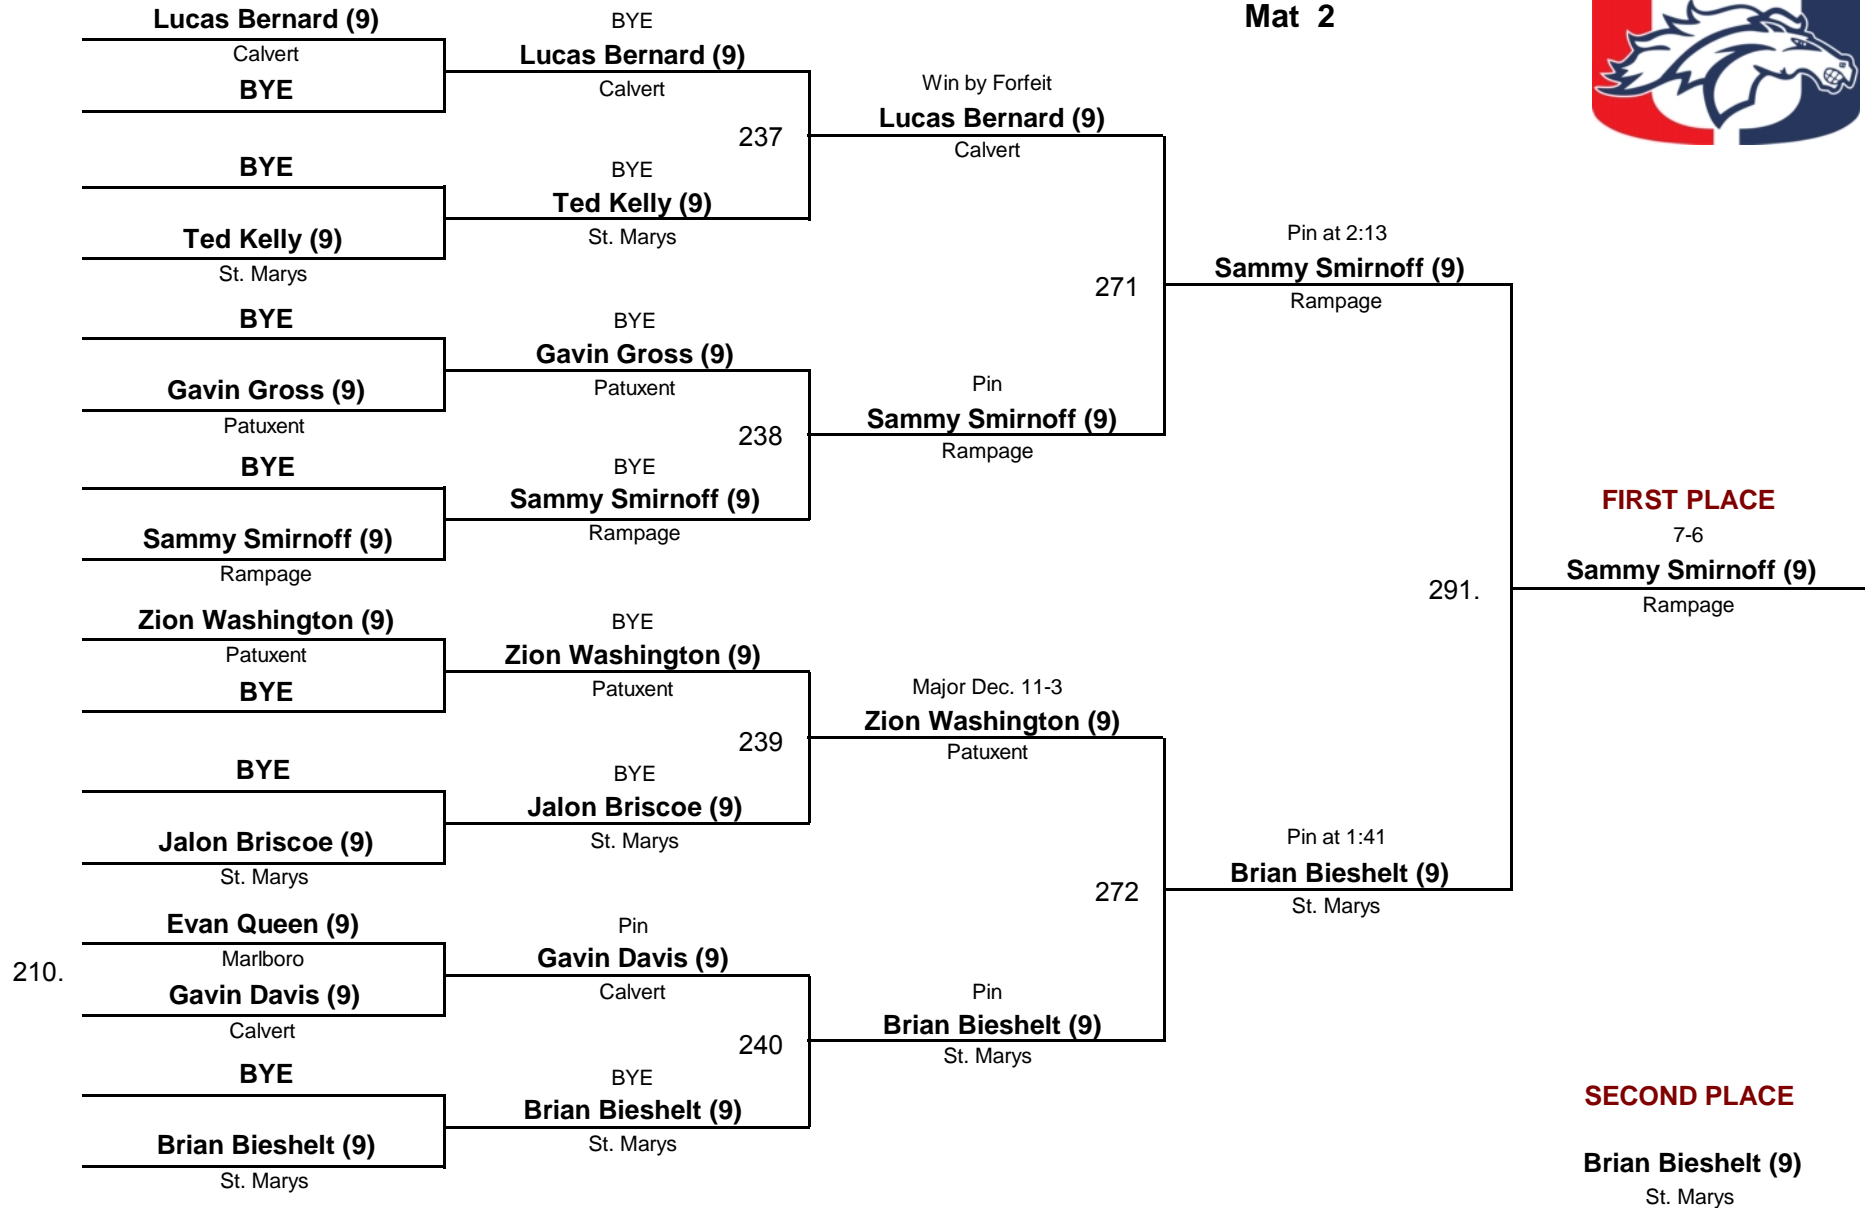 Mat 2
Lucas Bernard (9)
Calvert
BYE
BYE
Ted Kelly (9)
St. Marys
BYE
Gavin Gross (9)
Patuxent
BYE
Sammy Smirnoff (9)
Rampage
Zion Washington (9)
Patuxent
BYE
BYE
Jalon Briscoe (9)
St. Marys
210.
Evan Queen (9)
Marlboro
Gavin Davis (9)
Calvert
BYE
Brian Bieshelt (9)
St. Marys
BYE
Lucas Bernard (9)
Calvert
237
BYE
Ted Kelly (9)
St. Marys
BYE
Gavin Gross (9)
Patuxent
238
BYE
Sammy Smirnoff (9)
Rampage
BYE
Zion Washington (9)
Patuxent
239
BYE
Jalon Briscoe (9)
St. Marys
Pin
Gavin Davis (9)
Calvert
240
BYE
Brian Bieshelt (9)
St. Marys
Win by Forfeit
Lucas Bernard (9)
Calvert
271
Pin
Sammy Smirnoff (9)
Rampage
Major Dec. 11-3
Zion Washington (9)
Patuxent
272
Pin
Brian Bieshelt (9)
St. Marys
Pin at 2:13
Sammy Smirnoff (9)
Rampage
291.
Pin at 1:41
Brian Bieshelt (9)
St. Marys
FIRST PLACE
7-6
Sammy Smirnoff (9)
Rampage
SECOND PLACE
Brian Bieshelt (9)
St. Marys